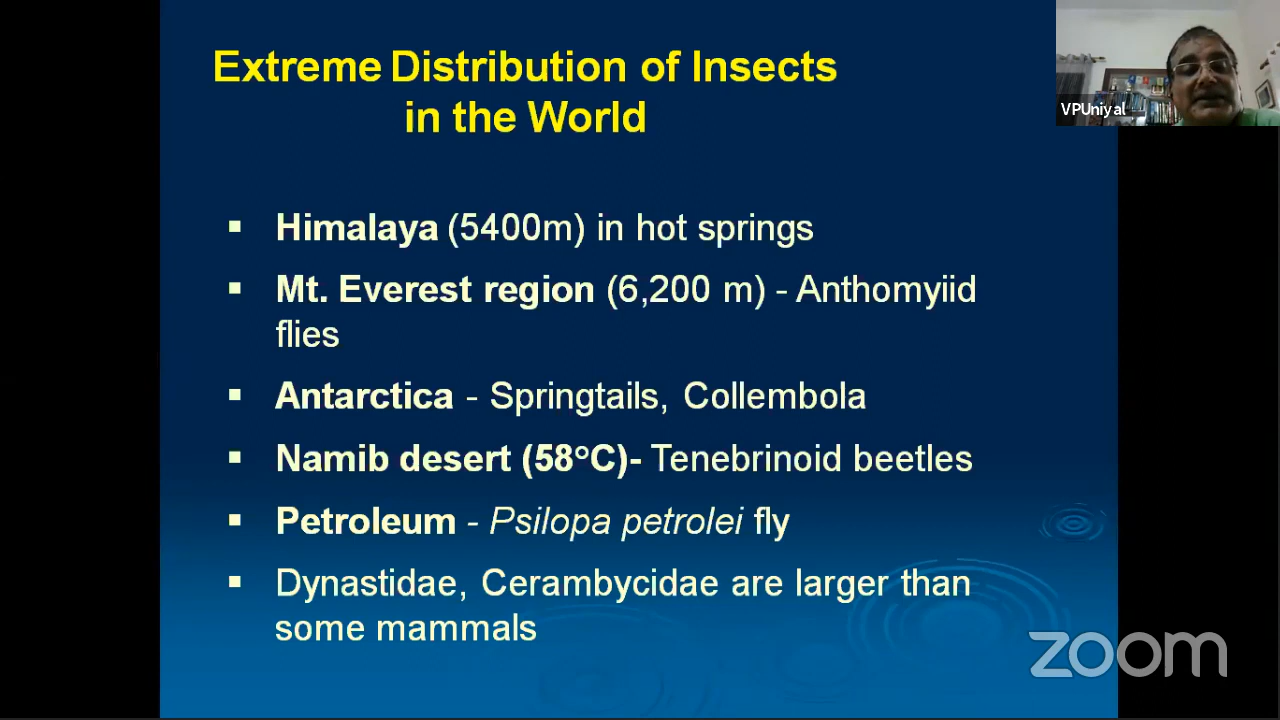 Extreme Distribution of Insects
in the World
VPUniyal
▪ Himalaya (5400m) in hot springs
▪ Mt. Everest region (6,200 m) - Anthomyiid
flies
▪ Antarctica - Springtails, Collembola
▪ Namib desert (58°C)- Tenebrinoid beetles
▪ Petroleum - Psilopa petrolei fly
▪ Dynastidae, Cerambycidae are larger than
some mammals
zoom